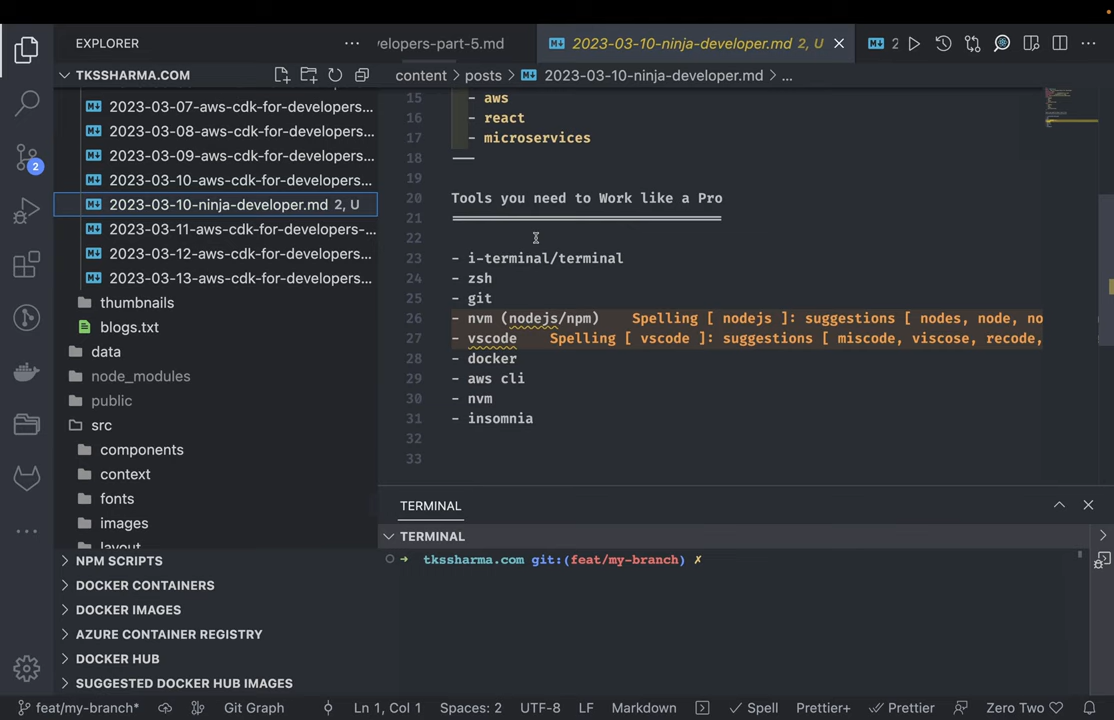 EXPLORER
...
velopers-part-5.md
2023-03-10-ninja-developer.md 2, U
2
TKSSHARMA.COM
content > posts > 2023-03-10-ninja-developer.md > ...
2023-03-07-aws-cdk-for-developers...
2023-03-08-aws-cdk-for-developers...
2023-03-09-aws-cdk-for-developers...
2023-03-10-aws-cdk-for-developers...
2023-03-10-ninja-developer.md 2, U
2023-03-11-aws-cdk-for-developers-...
2023-03-12-aws-cdk-for-developers...
2023-03-13-aws-cdk-for-developers...
thumbnails
blogs.txt
data
node_modules
public
src
components
context
fonts
images
layout
NPM SCRIPTS
DOCKER CONTAINERS
DOCKER IMAGES
AZURE CONTAINER REGISTRY
DOCKER HUB
SUGGESTED DOCKER HUB IMAGES
2
15 - aws
16 - react
17 - microservices
18 ---
19
20 Tools you need to Work like a Pro
21 =================================
22
23 - i-terminal/terminal
24 - zsh
25 - git
26 - nvm (nodejs/npm) Spelling [ nodejs ]: suggestions [ nodes, node, no
27 - vscode Spelling [ vscode ]: suggestions [ miscode, viscose, recode,
28 - docker
29 - aws cli
30 - nvm
31 - insomnia
32
33
TERMINAL
TERMINAL
→ tkssharma.com git:(feat/my-branch) ✗
feat/my-branch* Git Graph Ln 1, Col 1 Spaces: 2 UTF-8 LF Markdown Spell Prettier+ Prettier Zero Two